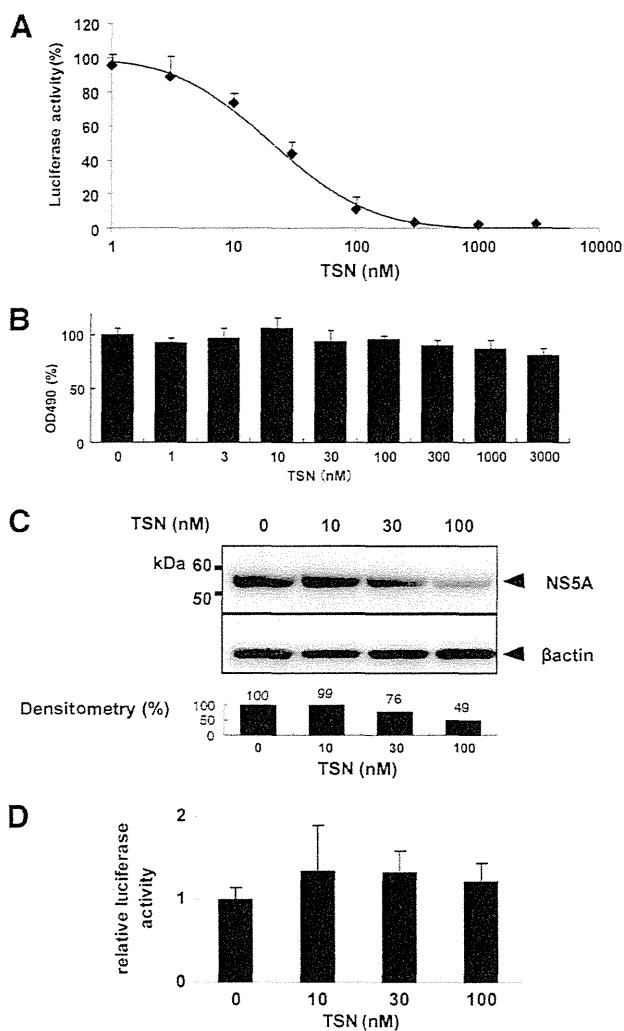 A
Luciferase activity(%)
120
100
80
60
40
20
0
1 10 100 1000 10000
TSN (nM)
B
OD490 (%)
100
50
0
0 1 3 10 30 100 300 1000 3000
TSN (nM)
C
TSN (nM) 0 10 30 100
kDa 60
50
NS5A
βactin
Densitometry (%)
100
50
0
100 99 76 49
0 10 30 100
TSN (nM)
D
relative luciferase
activity
2
1
0
0 10 30 100
TSN (nM)